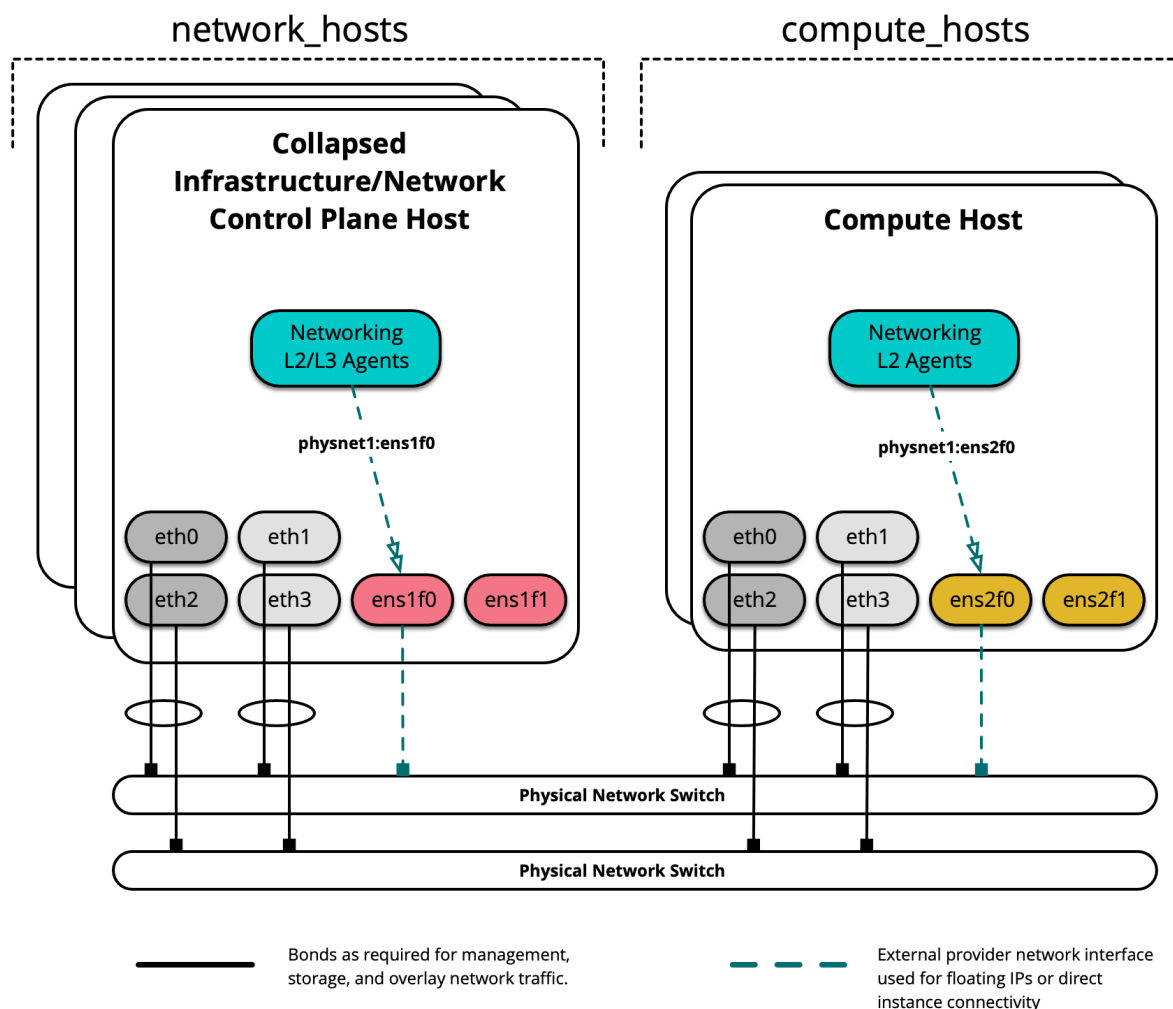 network_hosts
compute_hosts
Collapsed
Infrastructure/Network
Control Plane Host
Compute Host
Networking
L2/L3 Agents
Networking
L2 Agents
physnet1:ens1f0
physnet1:ens2f0
eth0
eth1
eth0
eth1
eth2
eth3
ens1f0
ens1f1
eth2
eth3
ens2f0
ens2f1
Physical Network Switch
Physical Network Switch
Bonds as required for management,
storage, and overlay network traffic.
External provider network interface
used for floating IPs or direct
instance connectivity